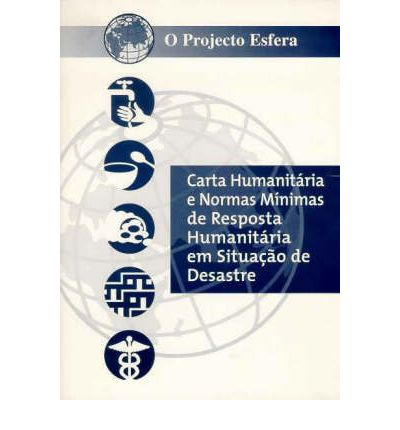 O Projecto Esfera
Carta Humanitária
e Normas Mínimas
de Resposta
Humanitária
em Situação de
Desastre